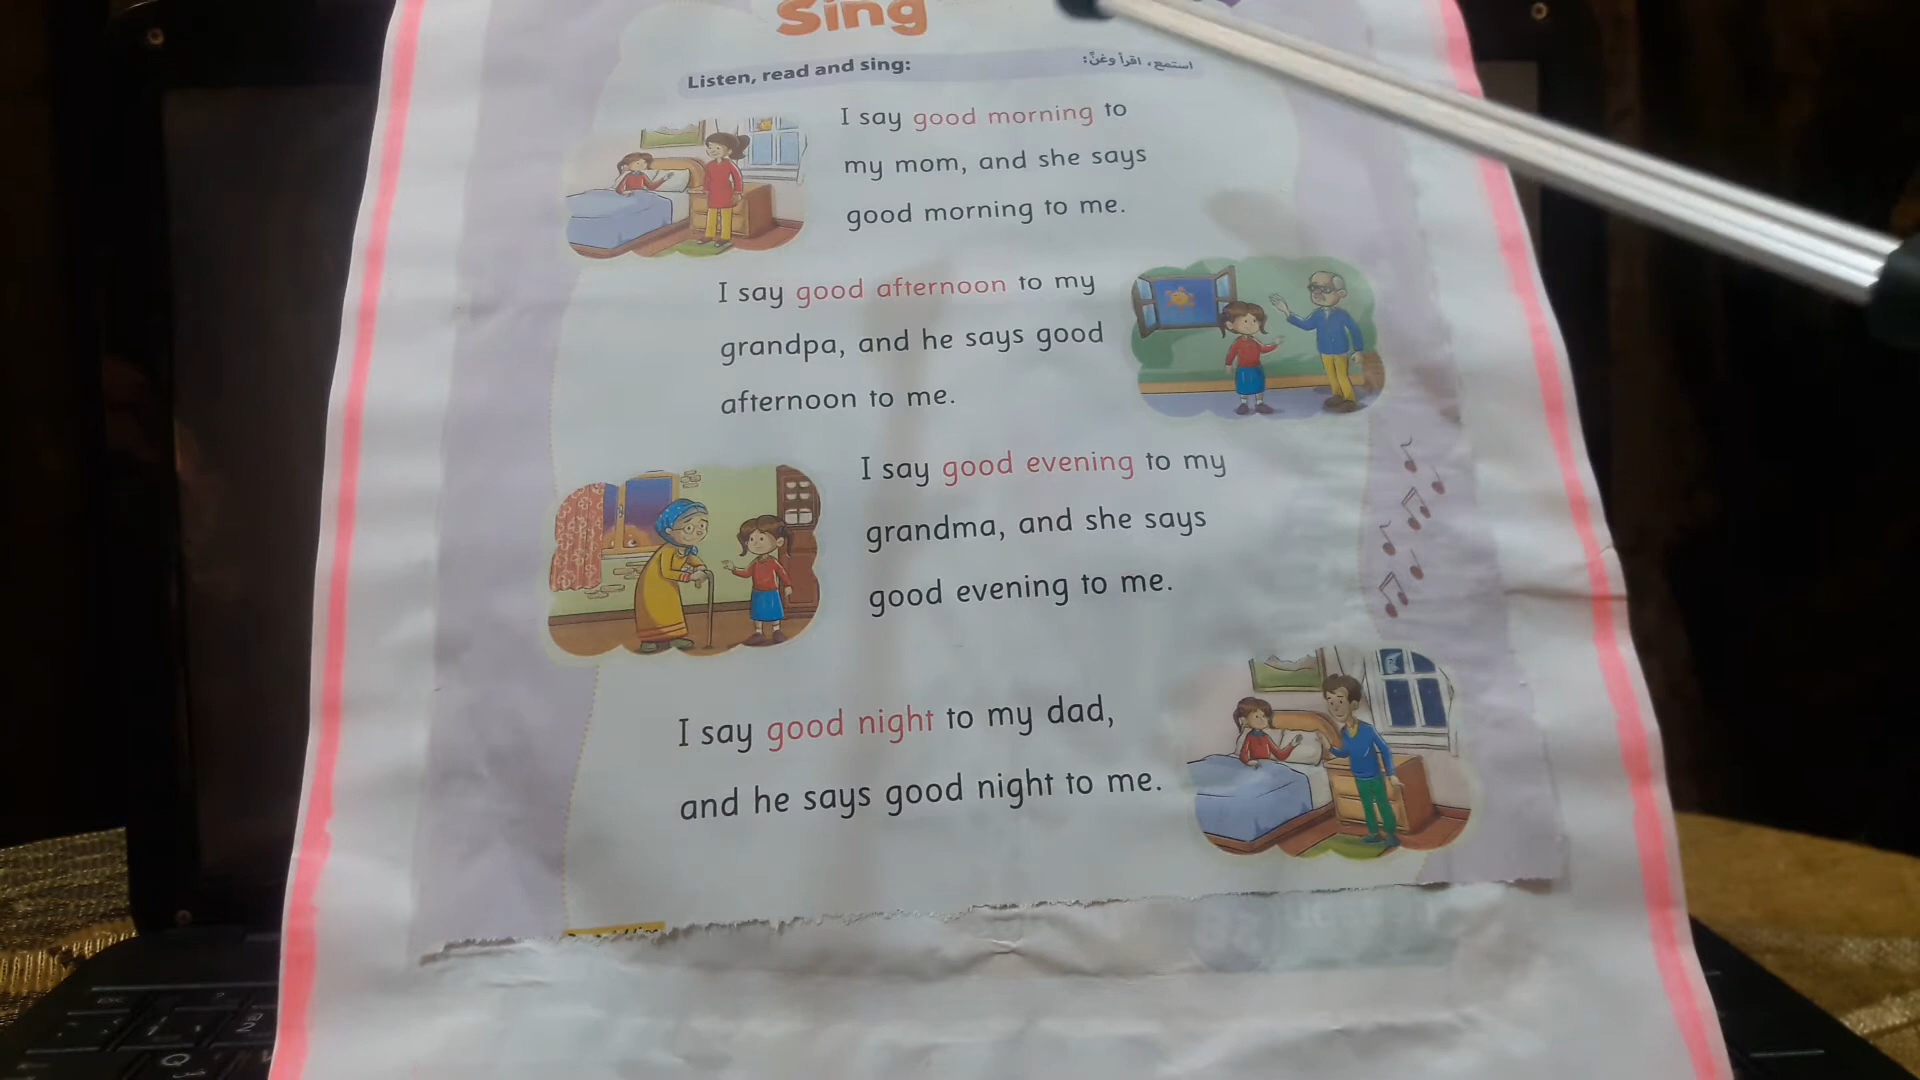 Sing
Listen, read and sing:
استمع، اقرأ وغنِّ:
I say good morning to
my mom, and she says
good morning to me.
I say good afternoon to my
grandpa, and he says good
afternoon to me.
I say good evening to my
grandma, and she says
good evening to me.
I say good night to my dad,
and he says good night to me.